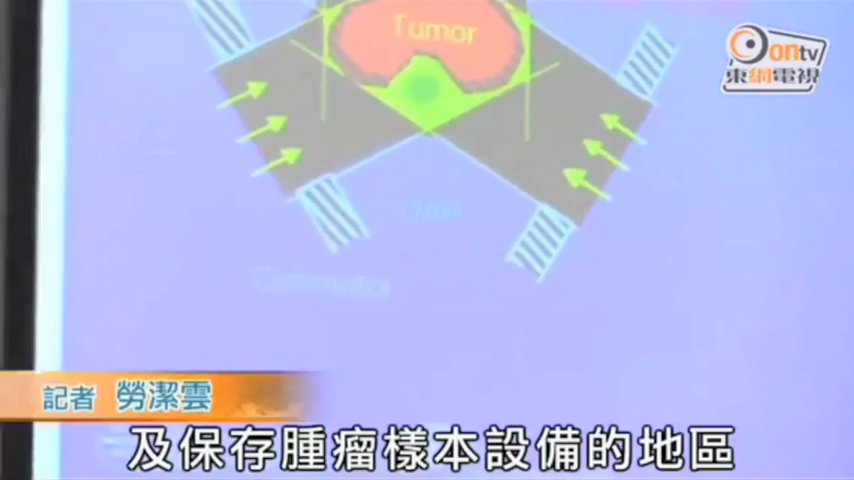 Tumor
ontv
東網電視
Collimator
記者 勞潔雲
及保存腫瘤樣本設備的地區